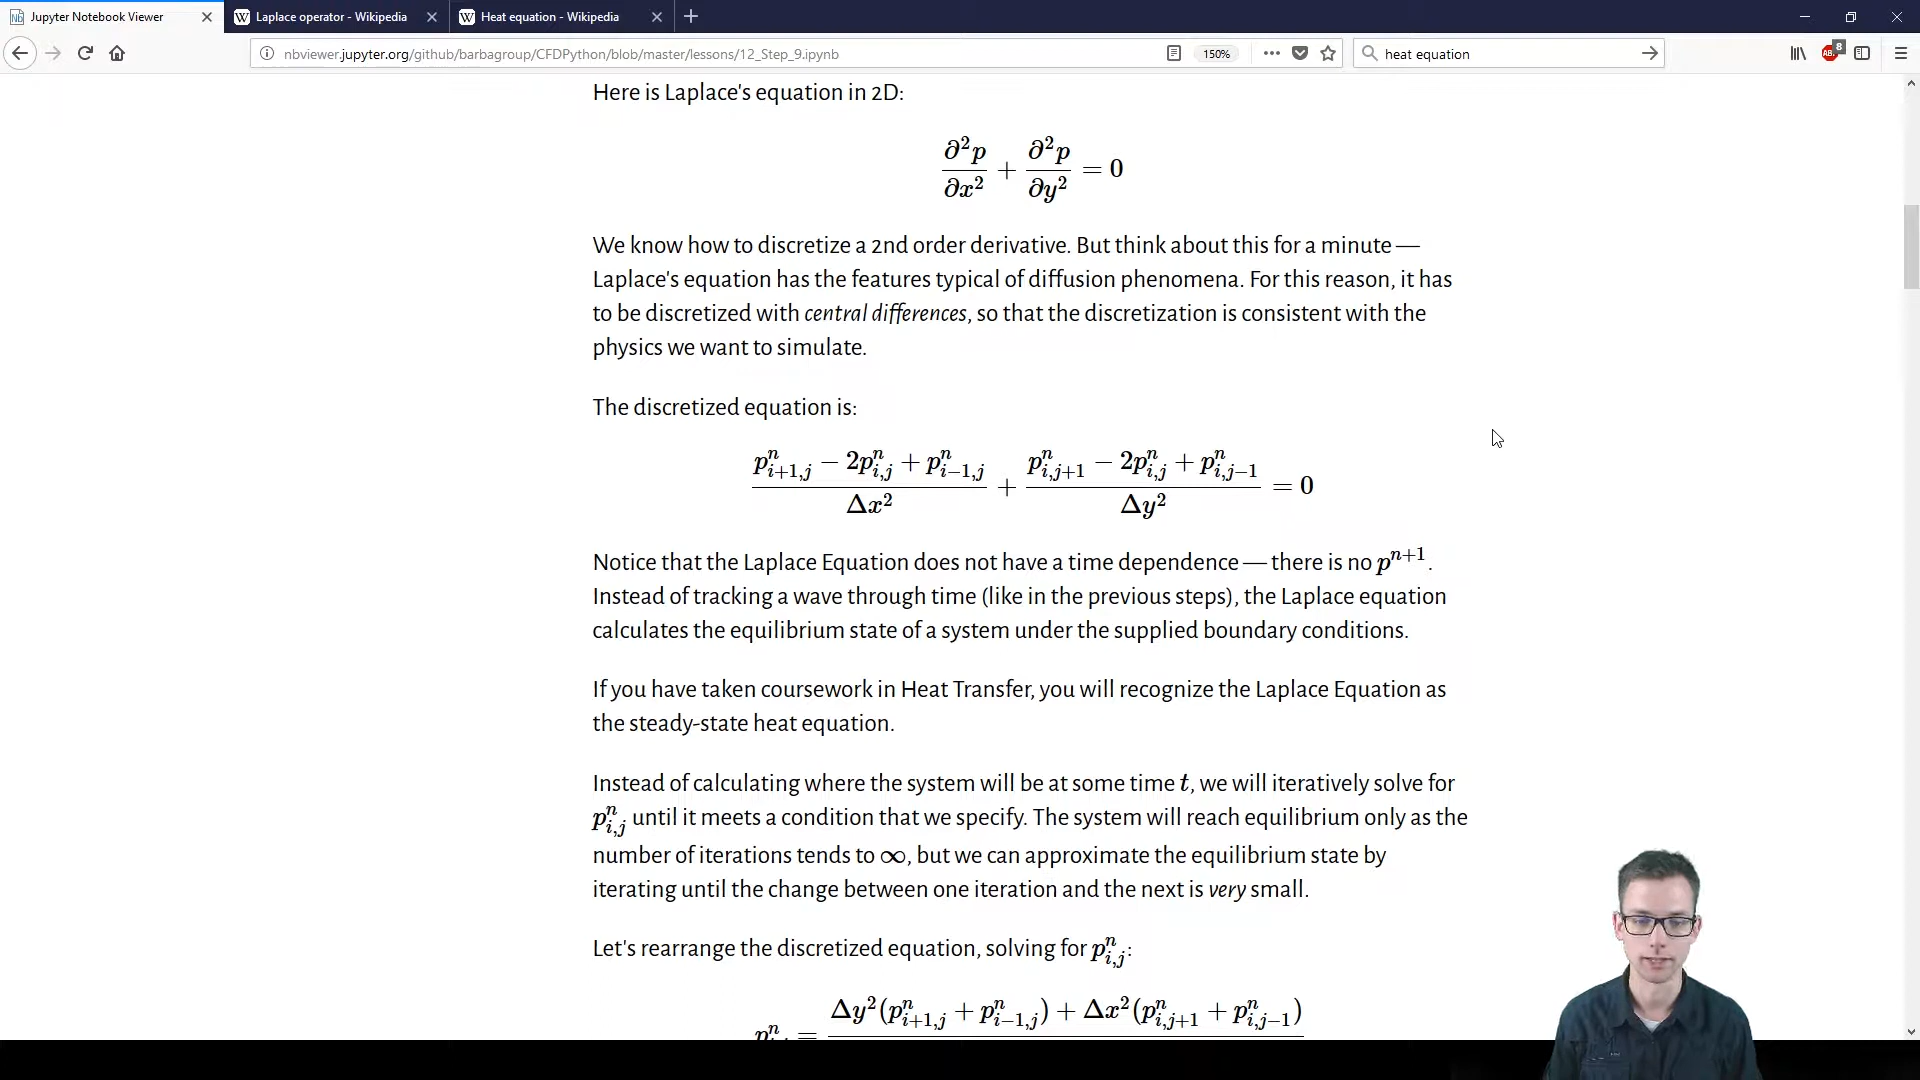 Jupyter Notebook Viewer
Laplace operator - Wikipedia
Heat equation - Wikipedia
nbviewer.jupyter.org/github/barbagroup/CFDPython/blob/master/lessons/12_Step_9.ipynb
150%
heat equation
8
Here is Laplace's equation in 2D:
∂²p/∂x² + ∂²p/∂y² = 0
We know how to discretize a 2nd order derivative. But think about this for a minute —
Laplace's equation has the features typical of diffusion phenomena. For this reason, it has
to be discretized with central differences, so that the discretization is consistent with the
physics we want to simulate.
The discretized equation is:
(p^n_{i+1,j} − 2p^n_{i,j} + p^n_{i−1,j})/Δx² + (p^n_{i,j+1} − 2p^n_{i,j} + p^n_{i,j−1})/Δy² = 0
Notice that the Laplace Equation does not have a time dependence — there is no p^{n+1}.
Instead of tracking a wave through time (like in the previous steps), the Laplace equation
calculates the equilibrium state of a system under the supplied boundary conditions.
If you have taken coursework in Heat Transfer, you will recognize the Laplace Equation as
the steady-state heat equation.
Instead of calculating where the system will be at some time t, we will iteratively solve for
p^n_{i,j} until it meets a condition that we specify. The system will reach equilibrium only as the
number of iterations tends to ∞, but we can approximate the equilibrium state by
iterating until the change between one iteration and the next is very small.
Let's rearrange the discretized equation, solving for p^n_{i,j}:
Δy²(p^n_{i+1,j} + p^n_{i−1,j}) + Δx²(p^n_{i,j+1} + p^n_{i,j−1})